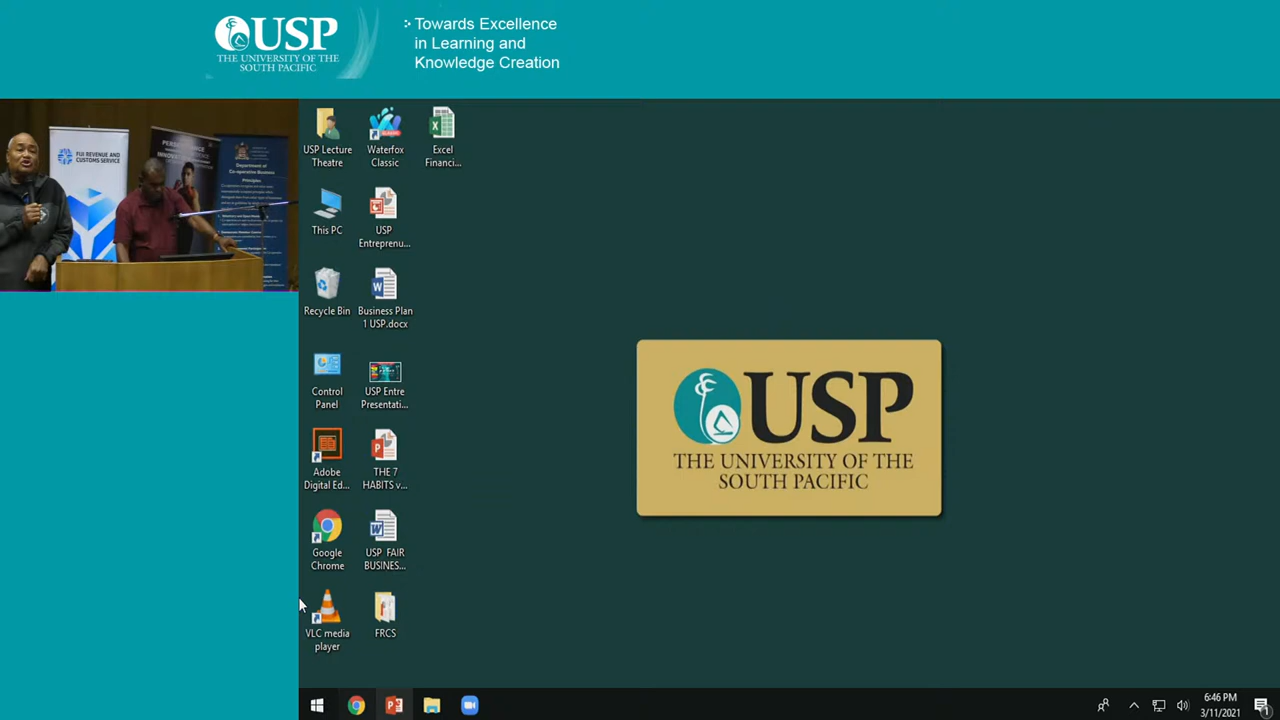 USP
THE UNIVERSITY OF THE
SOUTH PACIFIC
Towards Excellence
in Learning and
Knowledge Creation
FIJI REVENUE AND
CUSTOMS SERVICE
Department of
Co-operative Business
Principles
USP Lecture
Theatre
Waterfox
Classic
Excel
Financi...
This PC
USP
Entreprenu...
Recycle Bin
Business Plan
1 USP.docx
Control
Panel
USP Entre
Presentati...
Adobe
Digital Ed...
THE 7
HABITS v...
Google
Chrome
USP FAIR
BUSINES...
VLC media
player
FRCS
USP
THE UNIVERSITY OF THE
SOUTH PACIFIC
6:46 PM
3/11/2021